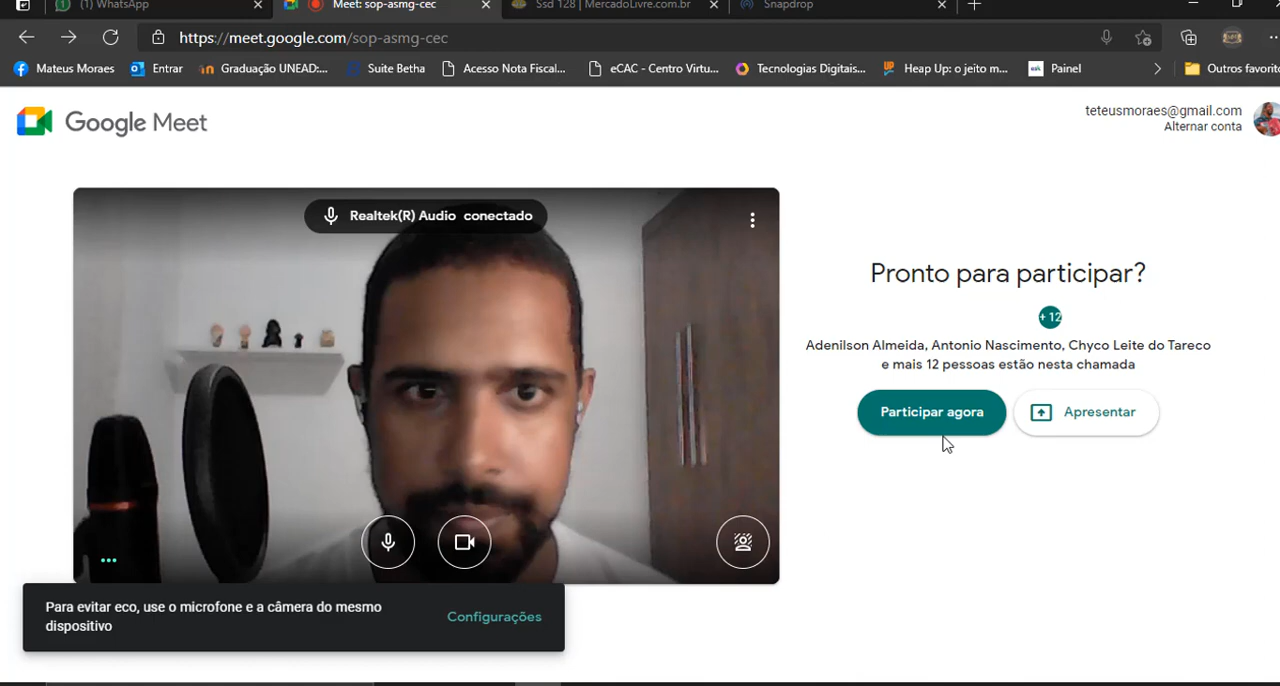 (1) WhatsApp
Meet: sop-asmg-cec
Ssd 128 | MercadoLivre.com.br
Snapdrop
https://meet.google.com/sop-asmg-cec
Mateus Moraes
Entrar
Graduação UNEAD:...
Suite Betha
Acesso Nota Fiscal...
eCAC - Centro Virtu...
Tecnologias Digitais...
Heap Up: o jeito m...
Painel
Outros favorito
Google Meet
teteusmoraes@gmail.com
Alternar conta
Realtek(R) Audio conectado
Pronto para participar?
+ 12
Adenilson Almeida, Antonio Nascimento, Chyco Leite do Tareco
e mais 12 pessoas estão nesta chamada
Participar agora
Apresentar
Para evitar eco, use o microfone e a câmera do mesmo
dispositivo
Configurações